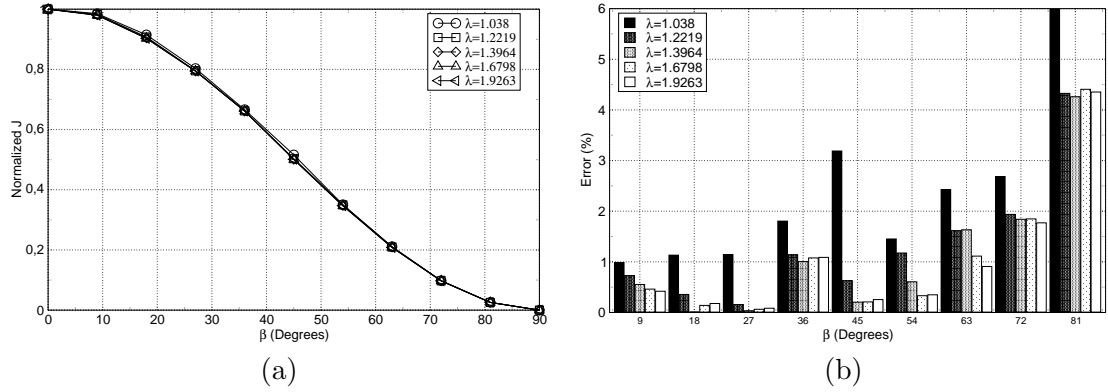 λ=1.038
λ=1.2219
λ=1.3964
λ=1.6798
λ=1.9263
Normalized J
0,8
0,6
0,4
0,2
0
0 10 20 30 40 50 60 70 80 90
β (Degrees)
(a)
λ=1.038
λ=1.2219
λ=1.3964
λ=1.6798
λ=1.9263
Error (%)
6
5
4
3
2
1
0
9 18 27 36 45 54 63 72 81
β (Degrees)
(b)